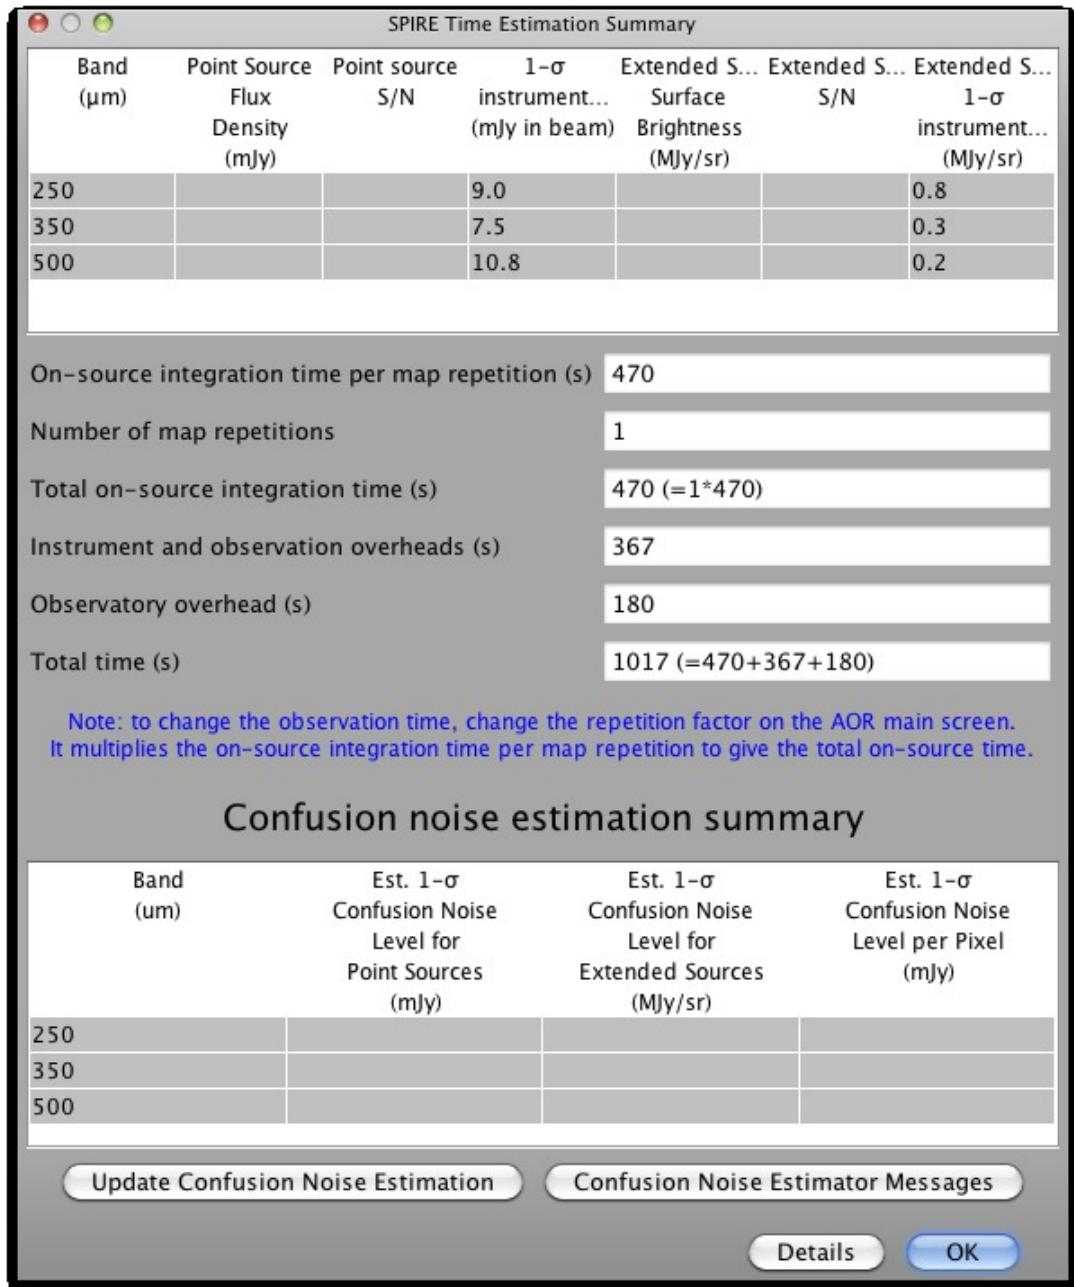 SPIRE Time Estimation Summary
Band Point Source Point source 1-σ Extended S... Extended S... Extended S...
(µm) Flux S/N instrument... Surface S/N 1-σ
Density (mJy in beam) Brightness instrument...
(mJy) (MJy/sr) (MJy/sr)
250 9.0 0.8
350 7.5 0.3
500 10.8 0.2
On-source integration time per map repetition (s) 470
Number of map repetitions 1
Total on-source integration time (s) 470 (=1*470)
Instrument and observation overheads (s) 367
Observatory overhead (s) 180
Total time (s) 1017 (=470+367+180)
Note: to change the observation time, change the repetition factor on the AOR main screen.
It multiplies the on-source integration time per map repetition to give the total on-source time.
Confusion noise estimation summary
Band Est. 1-σ Est. 1-σ Est. 1-σ
(um) Confusion Noise Confusion Noise Confusion Noise
Level for Level for Level per Pixel
Point Sources Extended Sources (mJy)
(mJy) (MJy/sr)
250
350
500
Update Confusion Noise Estimation Confusion Noise Estimator Messages
Details OK